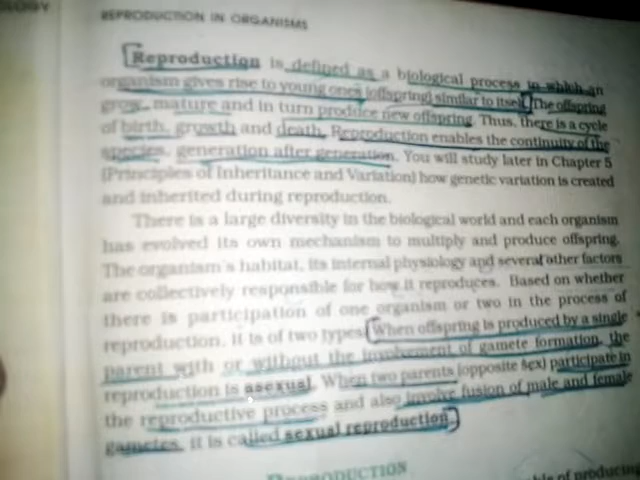 OLOGY
REPRODUCTION IN ORGANISMS
Reproduction is defined as a biological process in which an
organism gives rise to young ones (offspring) similar to itself. The offspring
grow, mature and in turn produce new offspring. Thus, there is a cycle
of birth, growth and death. Reproduction enables the continuity of the
species, generation after generation. You will study later in Chapter 5
(Principles of Inheritance and Variation) how genetic variation is created
and inherited during reproduction.
There is a large diversity in the biological world and each organism
has evolved its own mechanism to multiply and produce offspring.
The organism's habitat, its internal physiology and several other factors
are collectively responsible for how it reproduces. Based on whether
there is participation of one organism or two in the process of
reproduction, it is of two types. When offspring is produced by a single
parent with or without the involvement of gamete formation, the
reproduction is asexual. When two parents (opposite sex) participate in
the reproductive process and also involve fusion of male and female
gametes, it is called sexual reproduction.
REPRODUCTION
of producing